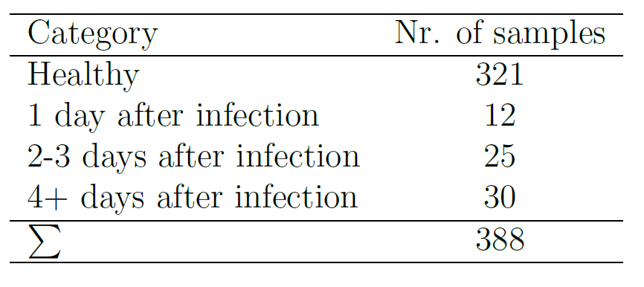 Category Nr. of samples
Healthy 321
1 day after infection 12
2-3 days after infection 25
4+ days after infection 30
∑ 388